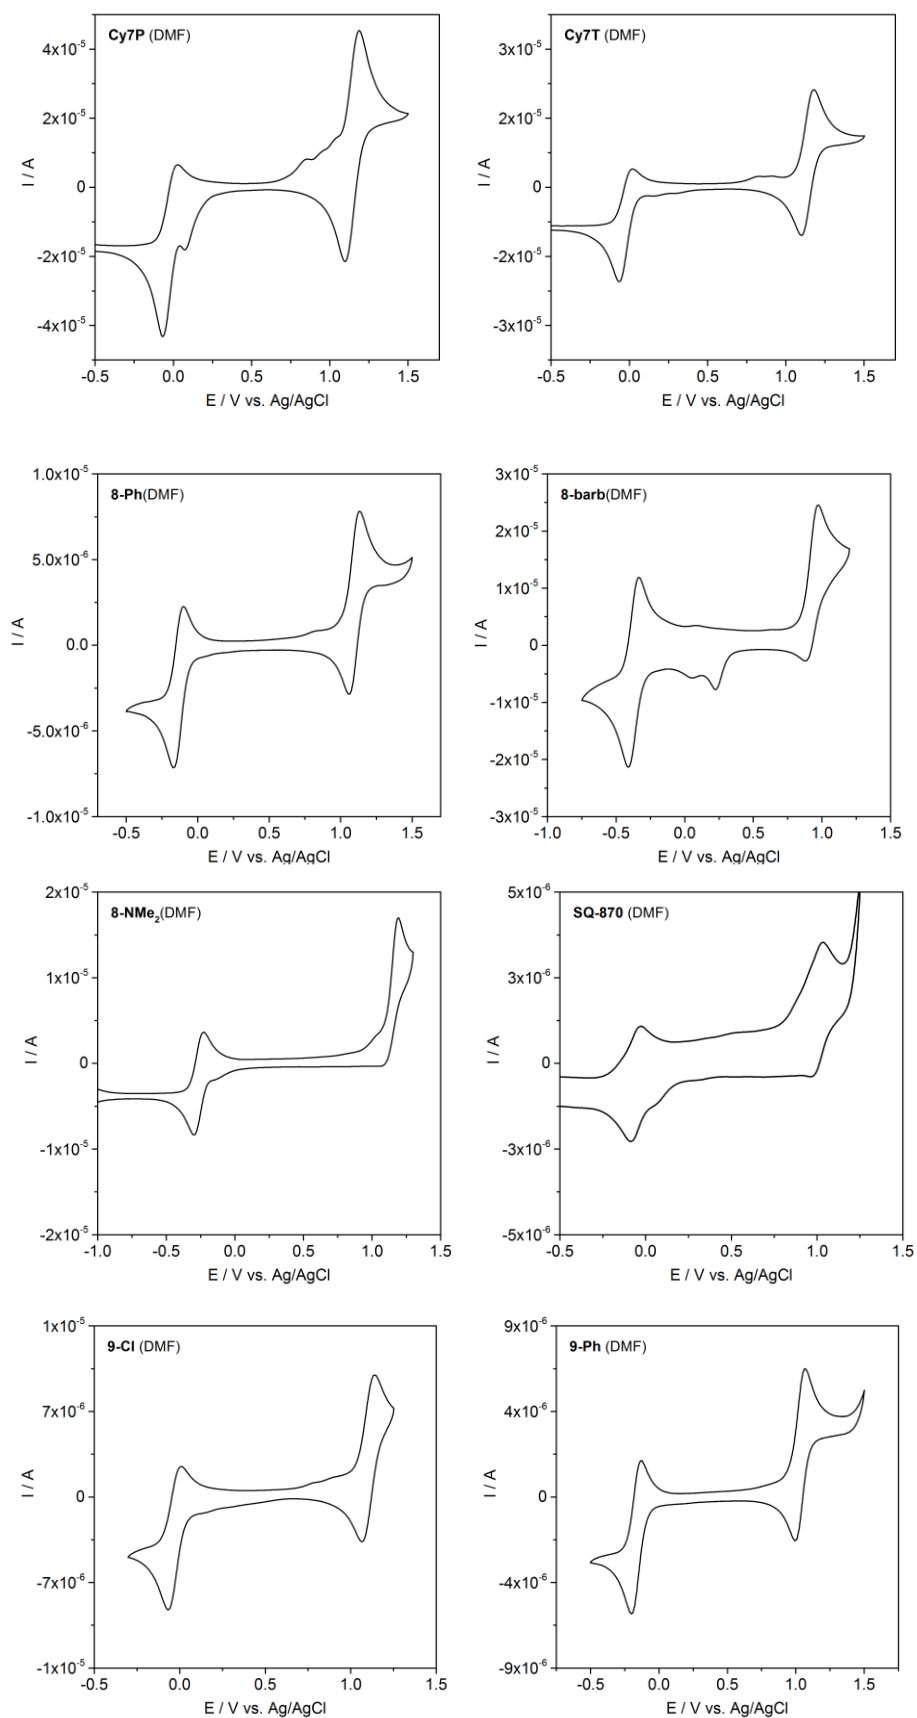 Cy7P (DMF)
I / A
4x10⁻⁵
2x10⁻⁵
0
-2x10⁻⁵
-4x10⁻⁵
-0.5 0.0 0.5 1.0 1.5
E / V vs. Ag/AgCl
Cy7T (DMF)
I / A
3x10⁻⁵
2x10⁻⁵
0
-2x10⁻⁵
-3x10⁻⁵
-0.5 0.0 0.5 1.0 1.5
E / V vs. Ag/AgCl
8-Ph(DMF)
I / A
1.0x10⁻⁵
5.0x10⁻⁶
0.0
-5.0x10⁻⁶
-1.0x10⁻⁵
-0.5 0.0 0.5 1.0 1.5
E / V vs. Ag/AgCl
8-barb(DMF)
I / A
3x10⁻⁵
2x10⁻⁵
1x10⁻⁵
0
-1x10⁻⁵
-2x10⁻⁵
-3x10⁻⁵
-1.0 -0.5 0.0 0.5 1.0 1.5
E / V vs. Ag/AgCl
8-NMe₂(DMF)
I / A
2x10⁻⁵
1x10⁻⁵
0
-1x10⁻⁵
-2x10⁻⁵
-1.0 -0.5 0.0 0.5 1.0 1.5
E / V vs. Ag/AgCl
SQ-870 (DMF)
I / A
5x10⁻⁶
3x10⁻⁶
0
-3x10⁻⁶
-5x10⁻⁶
-0.5 0.0 0.5 1.0 1.5
E / V vs. Ag/AgCl
9-Cl (DMF)
I / A
1x10⁻⁵
7x10⁻⁶
0
-7x10⁻⁶
-1x10⁻⁵
-0.5 0.0 0.5 1.0 1.5
E / V vs. Ag/AgCl
9-Ph (DMF)
I / A
9x10⁻⁶
4x10⁻⁶
0
-4x10⁻⁶
-9x10⁻⁶
-0.5 0.0 0.5 1.0 1.5
E / V vs. Ag/AgCl